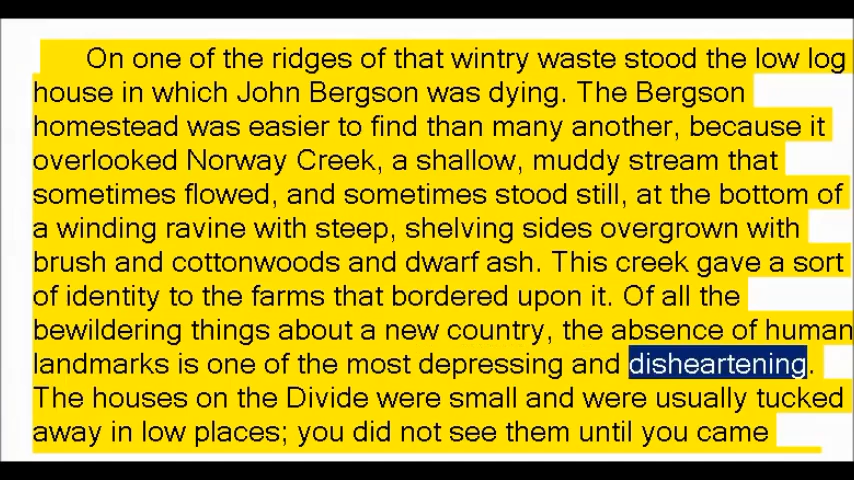 On one of the ridges of that wintry waste stood the low log
house in which John Bergson was dying. The Bergson
homestead was easier to find than many another, because it
overlooked Norway Creek, a shallow, muddy stream that
sometimes flowed, and sometimes stood still, at the bottom of
a winding ravine with steep, shelving sides overgrown with
brush and cottonwoods and dwarf ash. This creek gave a sort
of identity to the farms that bordered upon it. Of all the
bewildering things about a new country, the absence of human
landmarks is one of the most depressing and disheartening.
The houses on the Divide were small and were usually tucked
away in low places; you did not see them until you came